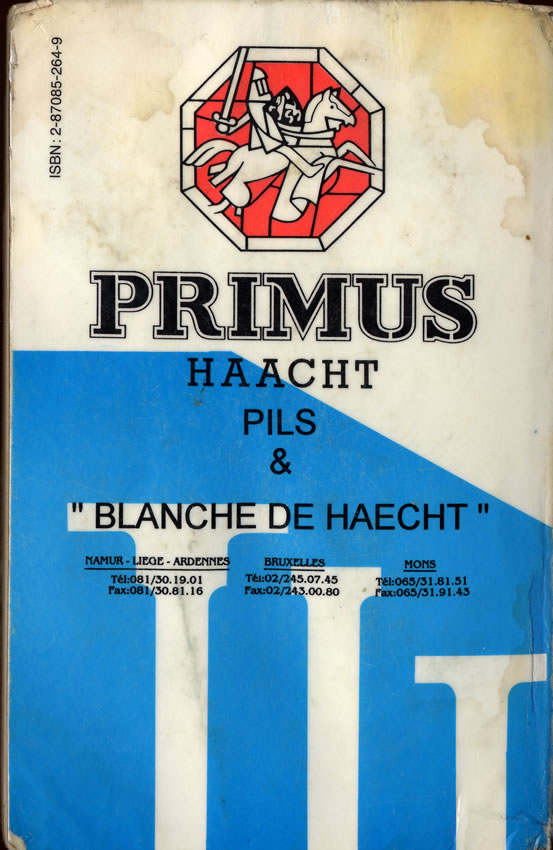 ISBN: 2-87085-264-9
PRIMUS
HAACHT
PILS
&
" BLANCHE DE HAECHT "
NAMUR - LIEGE - ARDENNES
Tél:081/30.19.01
Fax:081/30.81.16
BRUXELLES
Tél:02/245.07.45
Fax:02/243.00.80
MONS
Tél:065/31.81.51
Fax:065/31.91.43